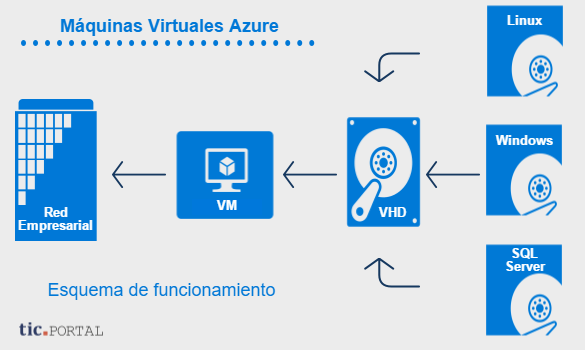 Máquinas Virtuales Azure
Linux
Windows
SQL
Server
VHD
VM
Red
Empresarial
Esquema de funcionamiento
tic.PORTAL